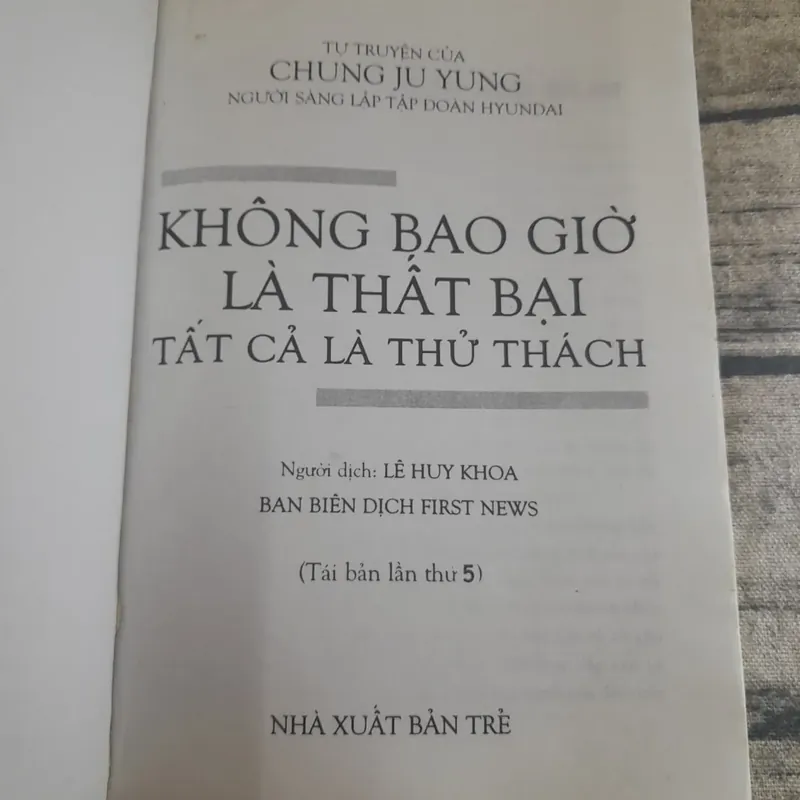 TỰ TRUYỆN CỦA
CHUNG JU YUNG
NGƯỜI SÁNG LẬP TẬP ĐOÀN HYUNDAI
KHÔNG BAO GIỜ
LÀ THẤT BẠI
TẤT CẢ LÀ THỬ THÁCH
Người dịch: LÊ HUY KHOA
BAN BIÊN DỊCH FIRST NEWS
(Tái bản lần thứ 5)
NHÀ XUẤT BẢN TRẺ